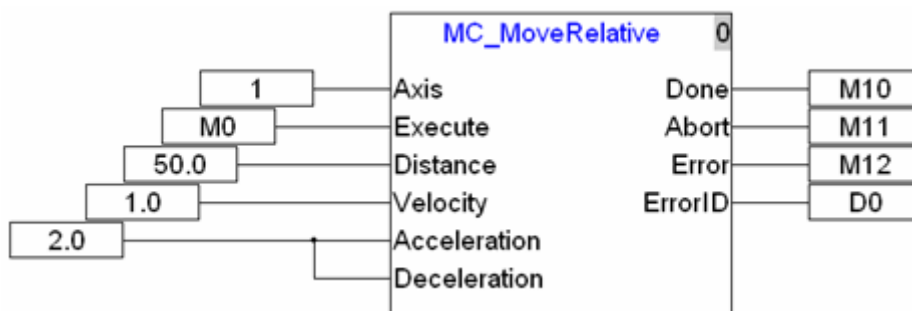 MC_MoveRelative 0
1 Axis Done M10
M0 Execute Abort M11
50.0 Distance Error M12
1.0 Velocity ErrorID D0
2.0 Acceleration
Deceleration